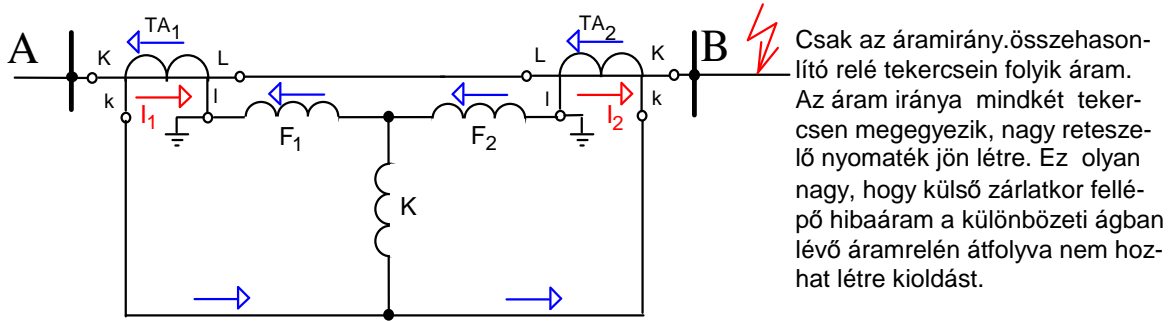 A
TA1
TA2
B
K
L
L
K
k
I1
l
l
I2
k
F1
F2
K
Csak az áramirány.összehason-
lító relé tekercsein folyik áram.
Az áram iránya mindkét teker-
csen megegyezik, nagy retesze-
lő nyomaték jön létre. Ez olyan
nagy, hogy külső zárlatkor fellé-
pő hibaáram a különbözeti ágban
lévő áramrelén átfolyva nem hoz-
hat létre kioldást.